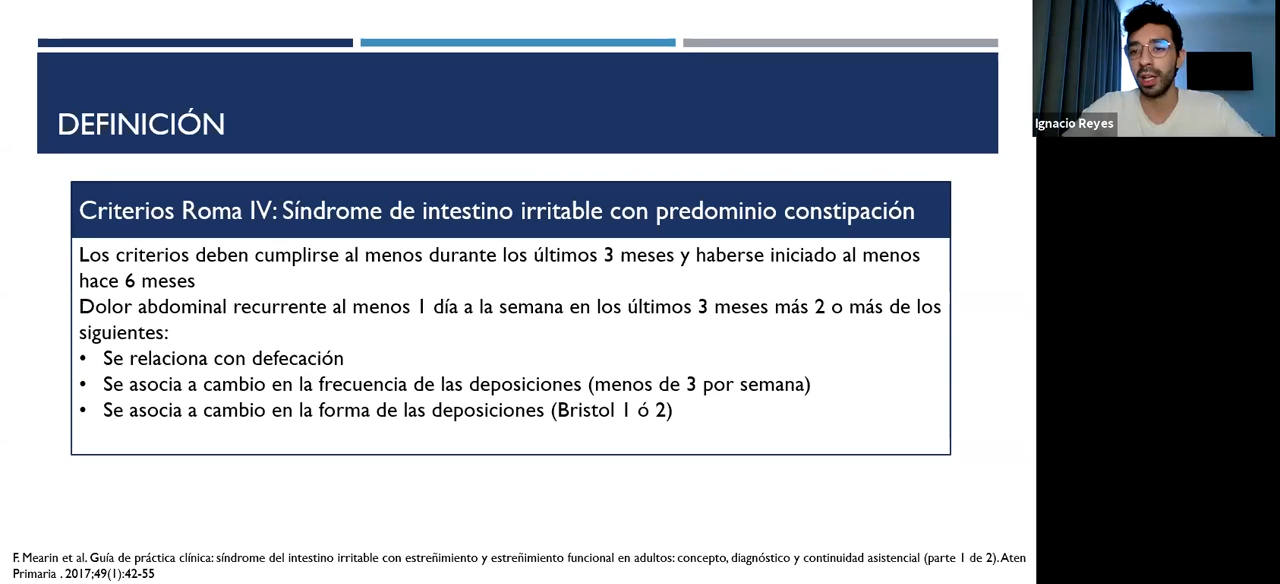 DEFINICIÓN
Criterios Roma IV: Síndrome de intestino irritable con predominio constipación
Los criterios deben cumplirse al menos durante los últimos 3 meses y haberse iniciado al menos
hace 6 meses
Dolor abdominal recurrente al menos 1 día a la semana en los últimos 3 meses más 2 o más de los
siguientes:
• Se relaciona con defecación
• Se asocia a cambio en la frecuencia de las deposiciones (menos de 3 por semana)
• Se asocia a cambio en la forma de las deposiciones (Bristol 1 ó 2)
F. Mearin et al. Guía de práctica clínica: síndrome del intestino irritable con estreñimiento y estreñimiento funcional en adultos: concepto, diagnóstico y continuidad asistencial (parte 1 de 2). Aten
Primaria . 2017;49(1):42-55
Ignacio Reyes